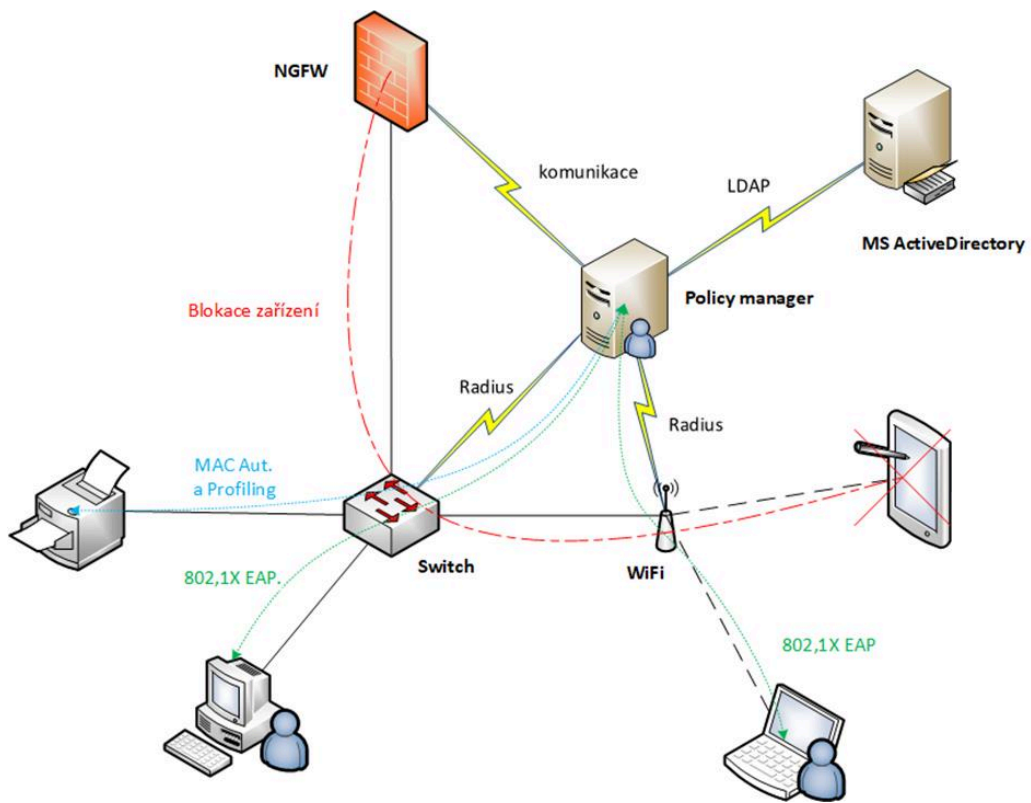 NGFW
komunikace
LDAP
MS ActiveDirectory
Policy manager
Blokace zařízení
Radius
Radius
MAC Aut.
a Profiling
Switch
WiFi
802,1X EAP.
802,1X EAP